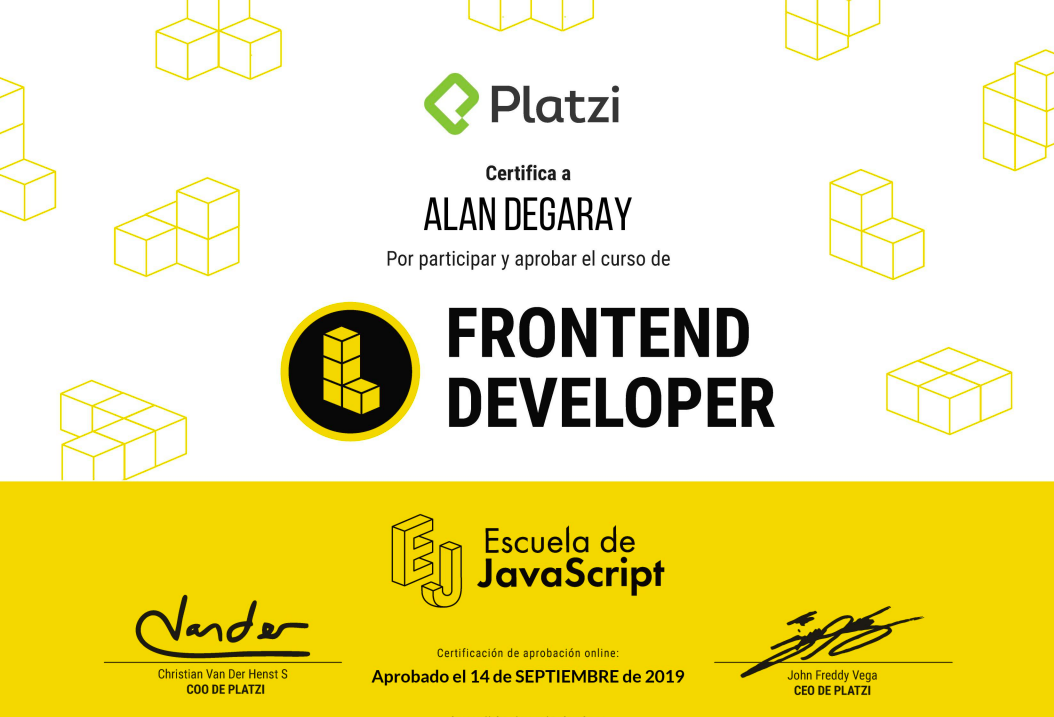 Platzi
Certifica a
ALAN DEGARAY
Por participar y aprobar el curso de
FRONTEND
DEVELOPER
EJ
Escuela de
JavaScript
Vander
Christian Van Der Henst S
COO DE PLATZI
Certificación de aprobación online:
Aprobado el 14 de SEPTIEMBRE de 2019
John Freddy Vega
CEO DE PLATZI